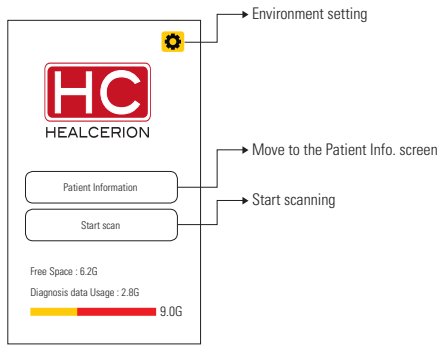 Environment setting
HC
HEALCERION
Patient Information
Move to the Patient Info. screen
Start scanning
Start scan
Free Space : 6.2G
Diagnosis data Usage : 2.8G
9.0G